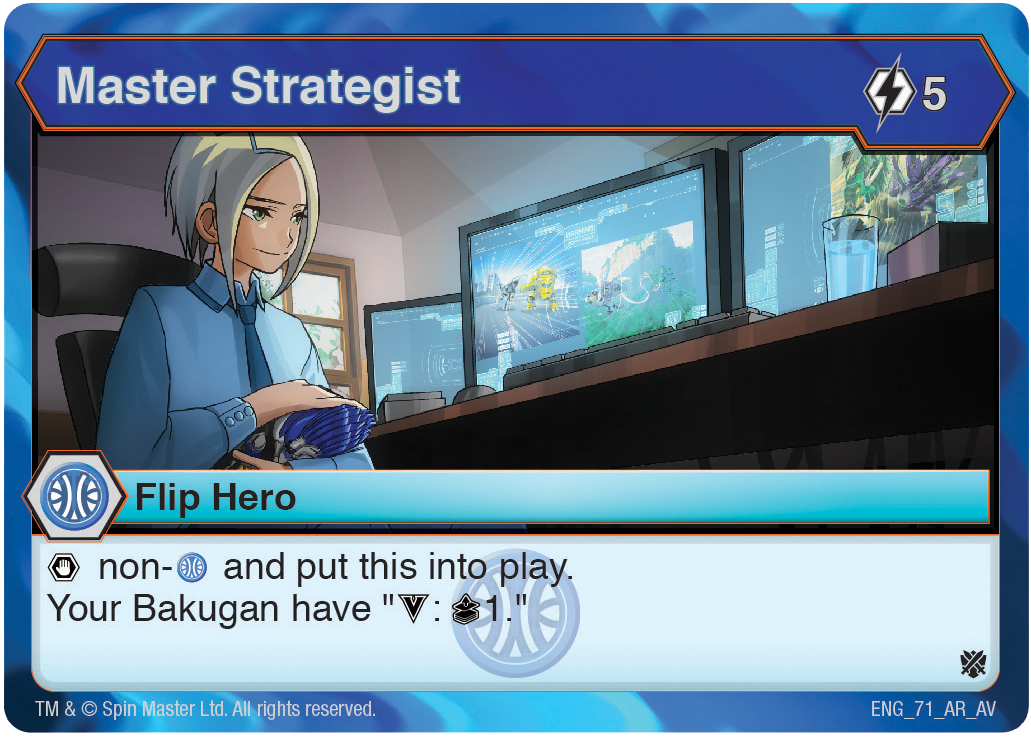 Master Strategist
5
Flip Hero
non- and put this into play.
Your Bakugan have ": 1."
TM & © Spin Master Ltd. All rights reserved.
ENG_71_AR_AV